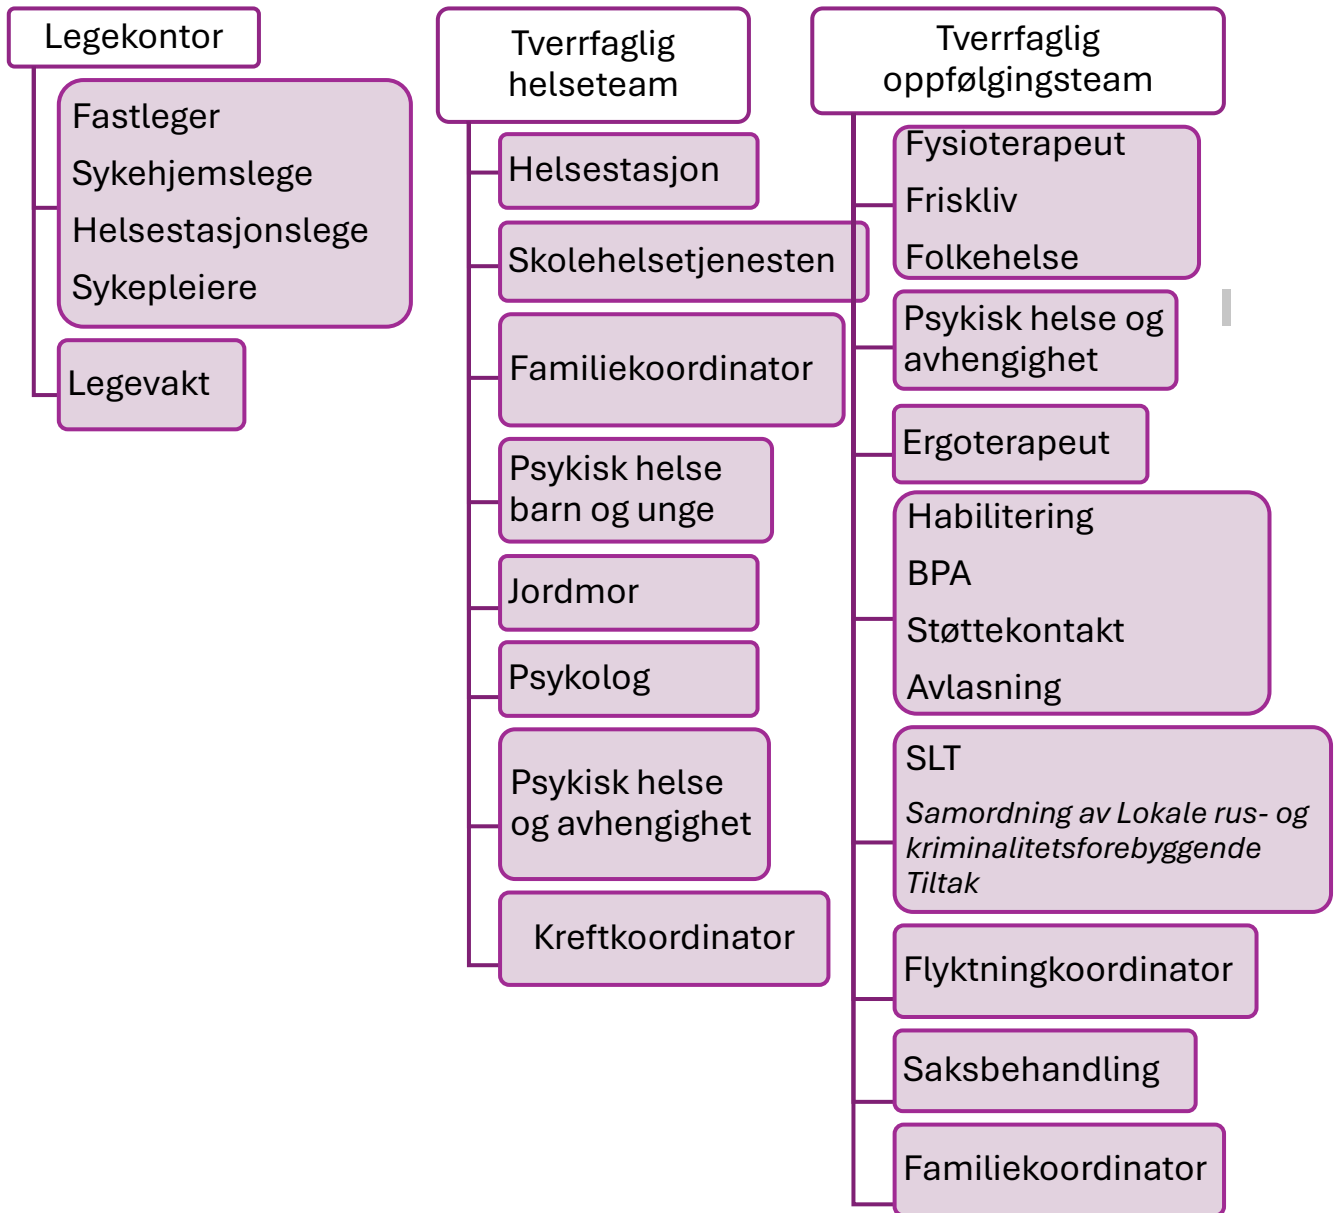 Legekontor
Fastleger
Sykehjemslege
Helsestasjonslege
Sykepleiere
Legevakt
Tverrfaglig
helseteam
Helsestasjon
Skolehelsetjenesten
Familiekoordinator
Psykisk helse
barn og unge
Jordmor
Psykolog
Psykisk helse
og avhengighet
Kreftkoordinator
Tverrfaglig
oppfølgingsteam
Fysioterapeut
Friskliv
Folkehelse
Psykisk helse og
avhengighet
Ergoterapeut
Habilitering
BPA
Støttekontakt
Avlasning
SLT
Samordning av Lokale rus- og
kriminalitetsforebyggende
Tiltak
Flyktningkoordinator
Saksbehandling
Familiekoordinator